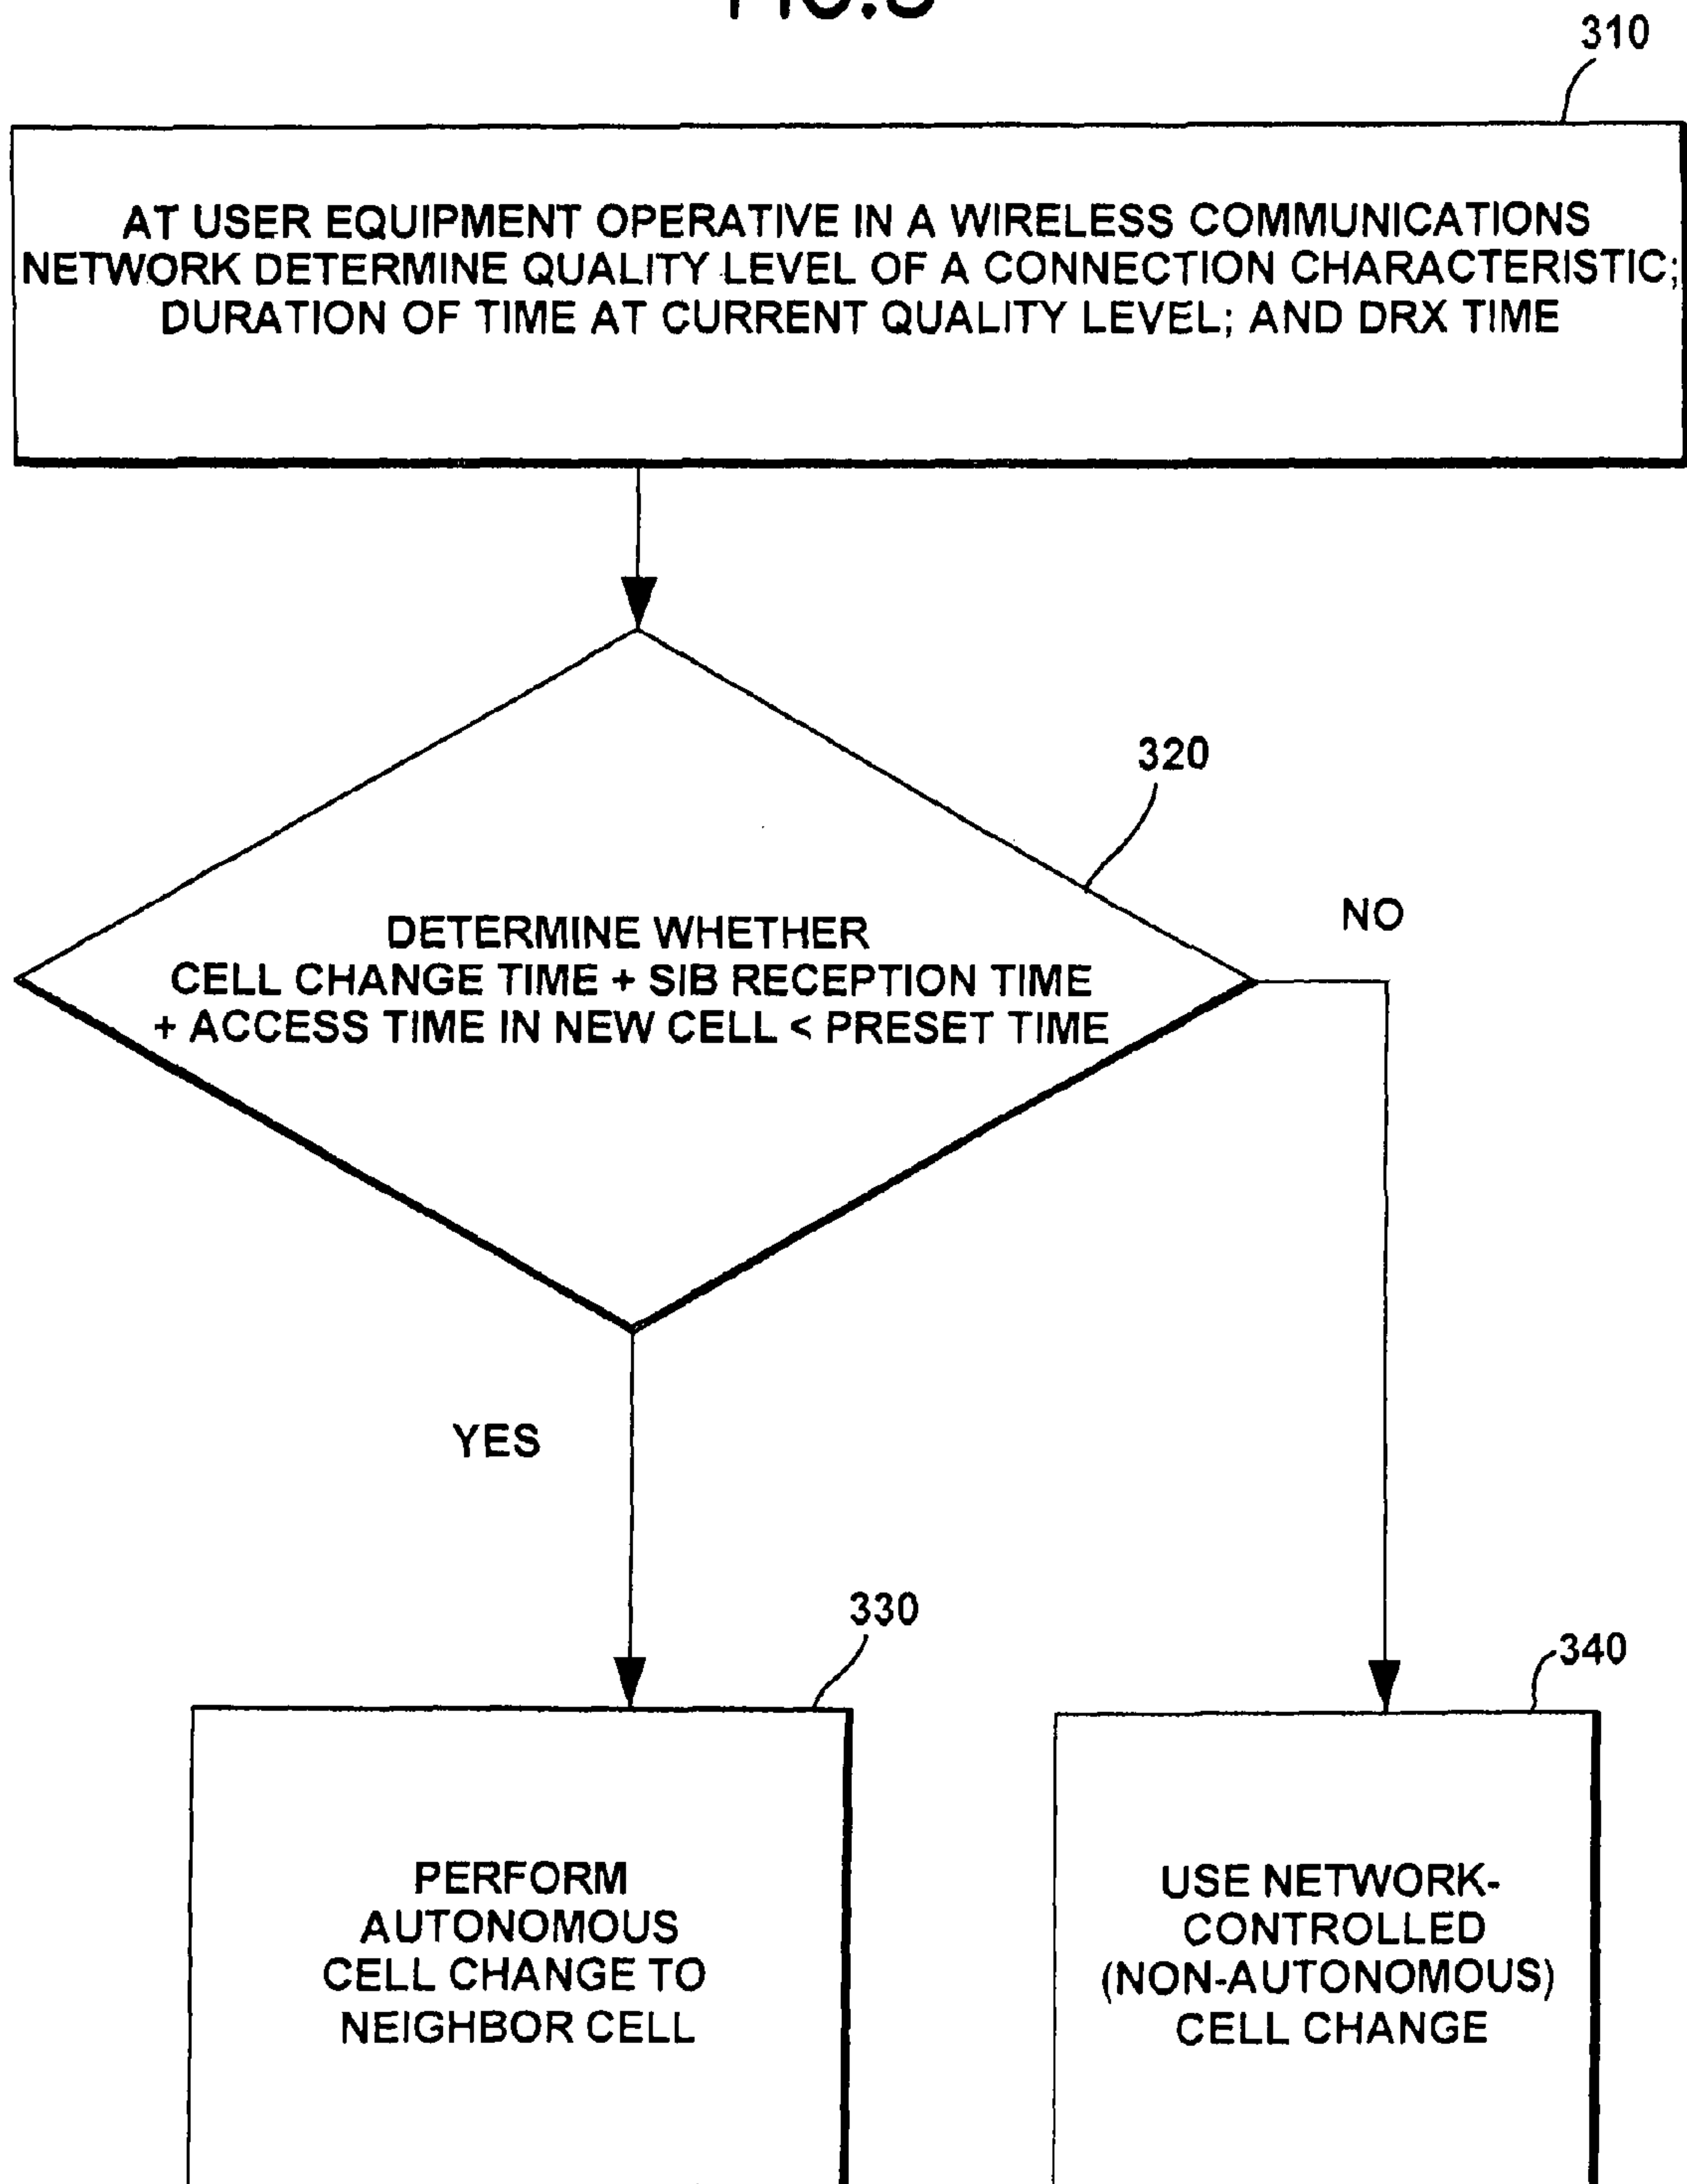 310
AT USER EQUIPMENT OPERATIVE IN A WIRELESS COMMUNICATIONS
NETWORK DETERMINE QUALITY LEVEL OF A CONNECTION CHARACTERISTIC;
DURATION OF TIME AT CURRENT QUALITY LEVEL; AND DRX TIME
320
NO
DETERMINE WHETHER
CELL CHANGE TIME + SIB RECEPTION TIME
+ ACCESS TIME IN NEW CELL < PRESET TIME
YES
330
340
PERFORM
AUTONOMOUS
CELL CHANGE TO
NEIGHBOR CELL
USE NETWORK-
CONTROLLED
(NON-AUTONOMOUS)
CELL CHANGE